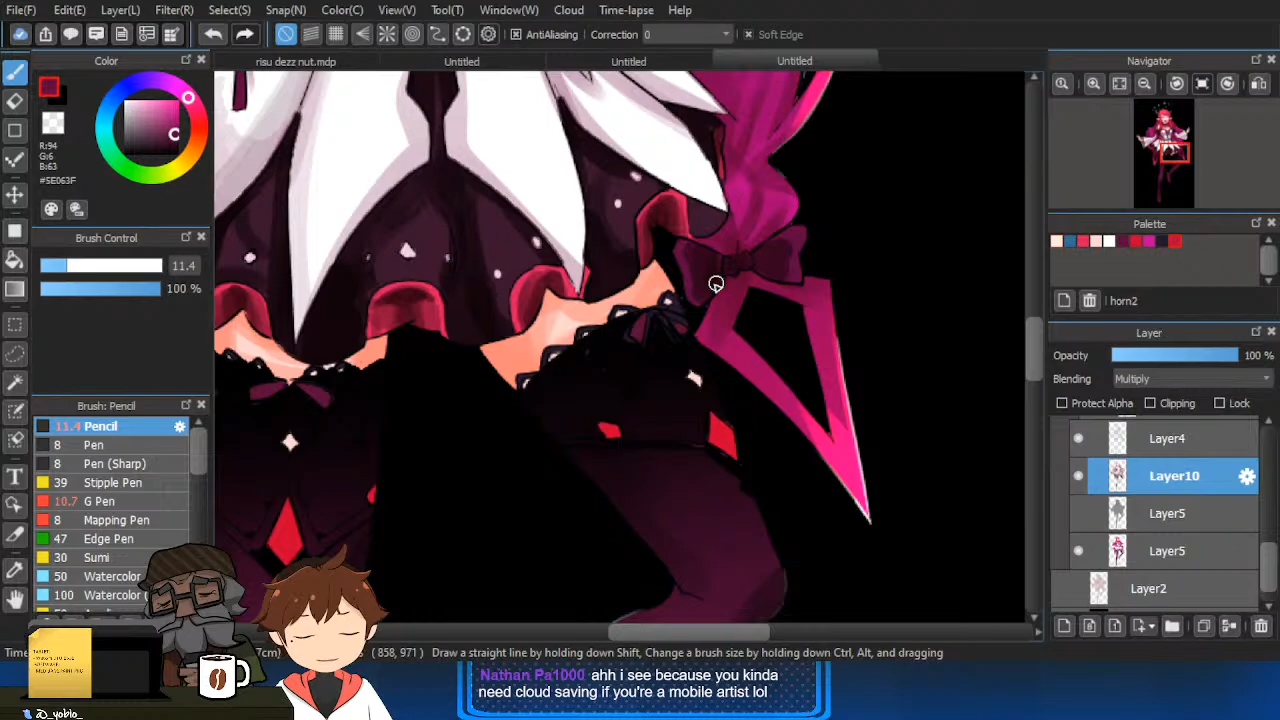 File(F) Edit(E) Layer(L) Filter(R) Select(S) Snap(N) Color(C) View(V) Tool(T) Window(W) Cloud Time-lapse Help
AntiAliasing Correction 0 Soft Edge
Color
risu dezz nut.mdp Untitled Untitled Untitled
Navigator
R:94
G:6
B:63
#5E063F
Palette
Brush Control
11.4
100 %
horn2
Layer
Opacity 100 %
Blending Multiply
Protect Alpha Clipping Lock
Brush: Pencil
11.4 Pencil
8 Pen
8 Pen (Sharp)
39 Stipple Pen
10.7 G Pen
8 Mapping Pen
47 Edge Pen
30 Sumi
50 Watercolor
100 Watercolor
Layer4
Layer10
Layer5
Layer5
Layer2
( 858, 971 ) Draw a straight line by holding down Shift, Change a brush size by holding down Ctrl, Alt, and dragging
Nathan Pa1000 ahh i see because you kinda
need cloud saving if you're a mobile artist lol